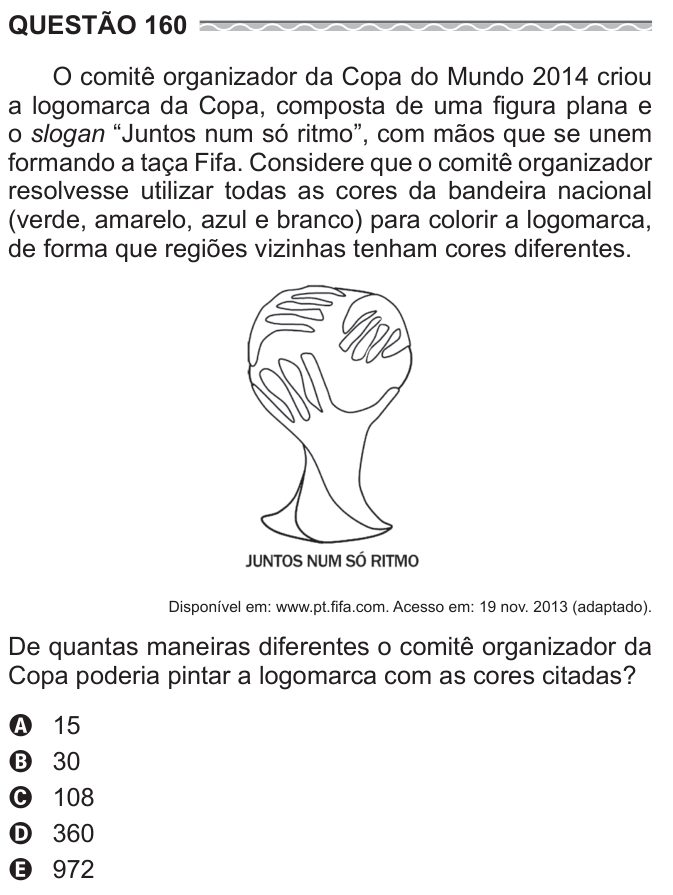 QUESTÃO 160
O comitê organizador da Copa do Mundo 2014 criou
a logomarca da Copa, composta de uma figura plana e
o slogan “Juntos num só ritmo”, com mãos que se unem
formando a taça Fifa. Considere que o comitê organizador
resolvesse utilizar todas as cores da bandeira nacional
(verde, amarelo, azul e branco) para colorir a logomarca,
de forma que regiões vizinhas tenham cores diferentes.
JUNTOS NUM SÓ RITMO
Disponível em: www.pt.fifa.com. Acesso em: 19 nov. 2013 (adaptado).
De quantas maneiras diferentes o comitê organizador da
Copa poderia pintar a logomarca com as cores citadas?
A 15
B 30
C 108
D 360
E 972